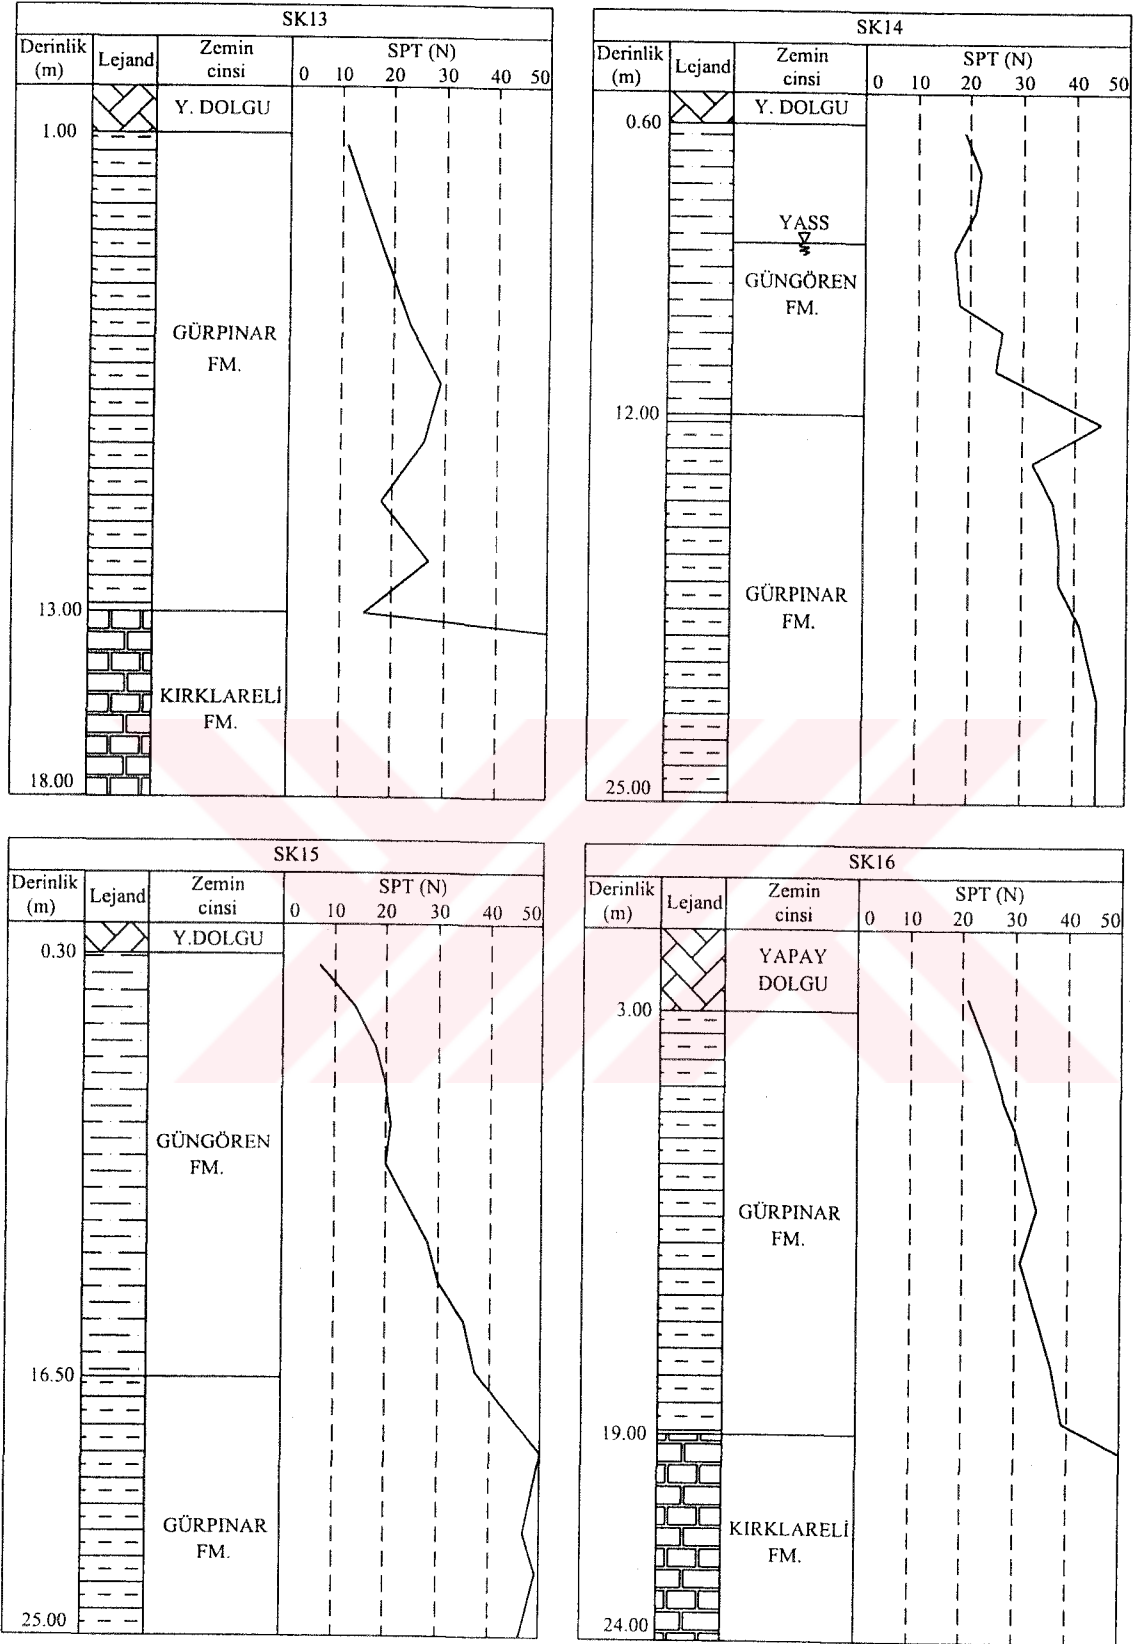 SK13
Derinlik (m) Lejand Zemin cinsi SPT (N)
0 10 20 30 40 50
Y. DOLGU
1.00
GÜRPINAR
FM.
13.00
KIRKLARELİ
FM.
18.00
SK14
Derinlik (m) Lejand Zemin cinsi SPT (N)
0 10 20 30 40 50
Y. DOLGU
0.60
YASS
GÜNGÖREN
FM.
12.00
GÜRPINAR
FM.
25.00
SK15
Derinlik (m) Lejand Zemin cinsi SPT (N)
0 10 20 30 40 50
Y.DOLGU
0.30
GÜNGÖREN
FM.
16.50
GÜRPINAR
FM.
25.00
SK16
Derinlik (m) Lejand Zemin cinsi SPT (N)
0 10 20 30 40 50
YAPAY
DOLGU
3.00
GÜRPINAR
FM.
19.00
KIRKLARELİ
FM.
24.00